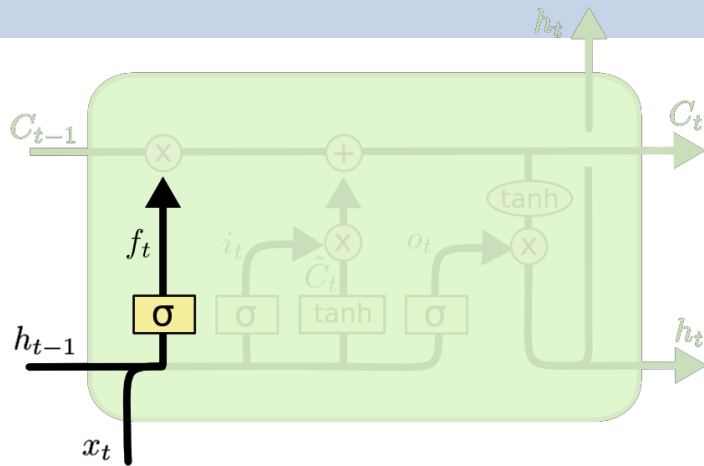 h_t
C_{t-1}
C_t
x
+
tanh
f_t
i_t
x
o_t
x
C̃_t
σ
σ
tanh
σ
h_{t-1}
h_t
x_t